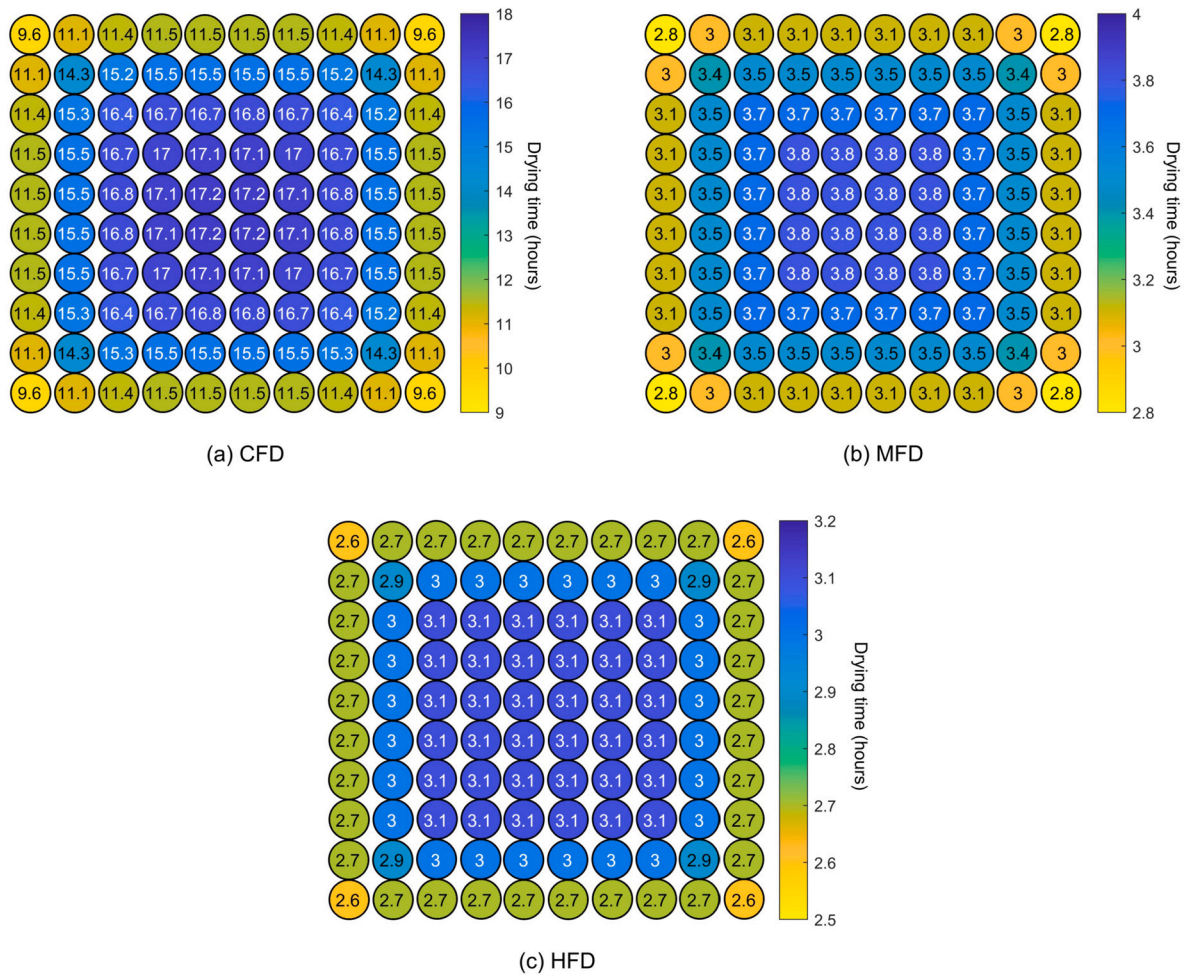 9.6 11.1 11.4 11.5 11.5 11.5 11.5 11.4 11.1 9.6
11.1 14.3 15.2 15.5 15.5 15.5 15.5 15.2 14.3 11.1
11.4 15.3 16.4 16.7 16.7 16.8 16.7 16.4 15.2 11.4
11.5 15.5 16.7 17 17.1 17.1 17 16.7 15.5 11.5
11.5 15.5 16.8 17.1 17.2 17.2 17.1 16.8 15.5 11.5
11.5 15.5 16.8 17.1 17.2 17.2 17.1 16.8 15.5 11.5
11.5 15.5 16.7 17 17.1 17.1 17 16.7 15.5 11.5
11.4 15.3 16.4 16.7 16.8 16.8 16.7 16.4 15.2 11.4
11.1 14.3 15.3 15.5 15.5 15.5 15.5 15.3 14.3 11.1
9.6 11.1 11.4 11.5 11.5 11.5 11.5 11.4 11.1 9.6
18
17
16
15
14
13
12
11
10
9
Drying time (hours)
(a) CFD
2.8 3 3.1 3.1 3.1 3.1 3.1 3.1 3 2.8
3 3.4 3.5 3.5 3.5 3.5 3.5 3.5 3.4 3
3.1 3.5 3.7 3.7 3.7 3.7 3.7 3.7 3.5 3.1
3.1 3.5 3.7 3.8 3.8 3.8 3.8 3.7 3.5 3.1
3.1 3.5 3.7 3.8 3.8 3.8 3.8 3.7 3.5 3.1
3.1 3.5 3.7 3.8 3.8 3.8 3.8 3.7 3.5 3.1
3.1 3.5 3.7 3.8 3.8 3.8 3.8 3.7 3.5 3.1
3.1 3.5 3.7 3.7 3.7 3.7 3.7 3.7 3.5 3.1
3 3.4 3.5 3.5 3.5 3.5 3.5 3.5 3.4 3
2.8 3 3.1 3.1 3.1 3.1 3.1 3.1 3 2.8
4
3.8
3.6
3.4
3.2
3
2.8
Drying time (hours)
(b) MFD
2.6 2.7 2.7 2.7 2.7 2.7 2.7 2.7 2.7 2.6
2.7 2.9 3 3 3 3 3 3 2.9 2.7
2.7 3 3.1 3.1 3.1 3.1 3.1 3.1 3 2.7
2.7 3 3.1 3.1 3.1 3.1 3.1 3.1 3 2.7
2.7 3 3.1 3.1 3.1 3.1 3.1 3.1 3 2.7
2.7 3 3.1 3.1 3.1 3.1 3.1 3.1 3 2.7
2.7 3 3.1 3.1 3.1 3.1 3.1 3.1 3 2.7
2.7 3 3.1 3.1 3.1 3.1 3.1 3.1 3 2.7
2.7 2.9 3 3 3 3 3 3 2.9 2.7
2.6 2.7 2.7 2.7 2.7 2.7 2.7 2.7 2.7 2.6
3.2
3.1
3
2.9
2.8
2.7
2.6
2.5
Drying time (hours)
(c) HFD